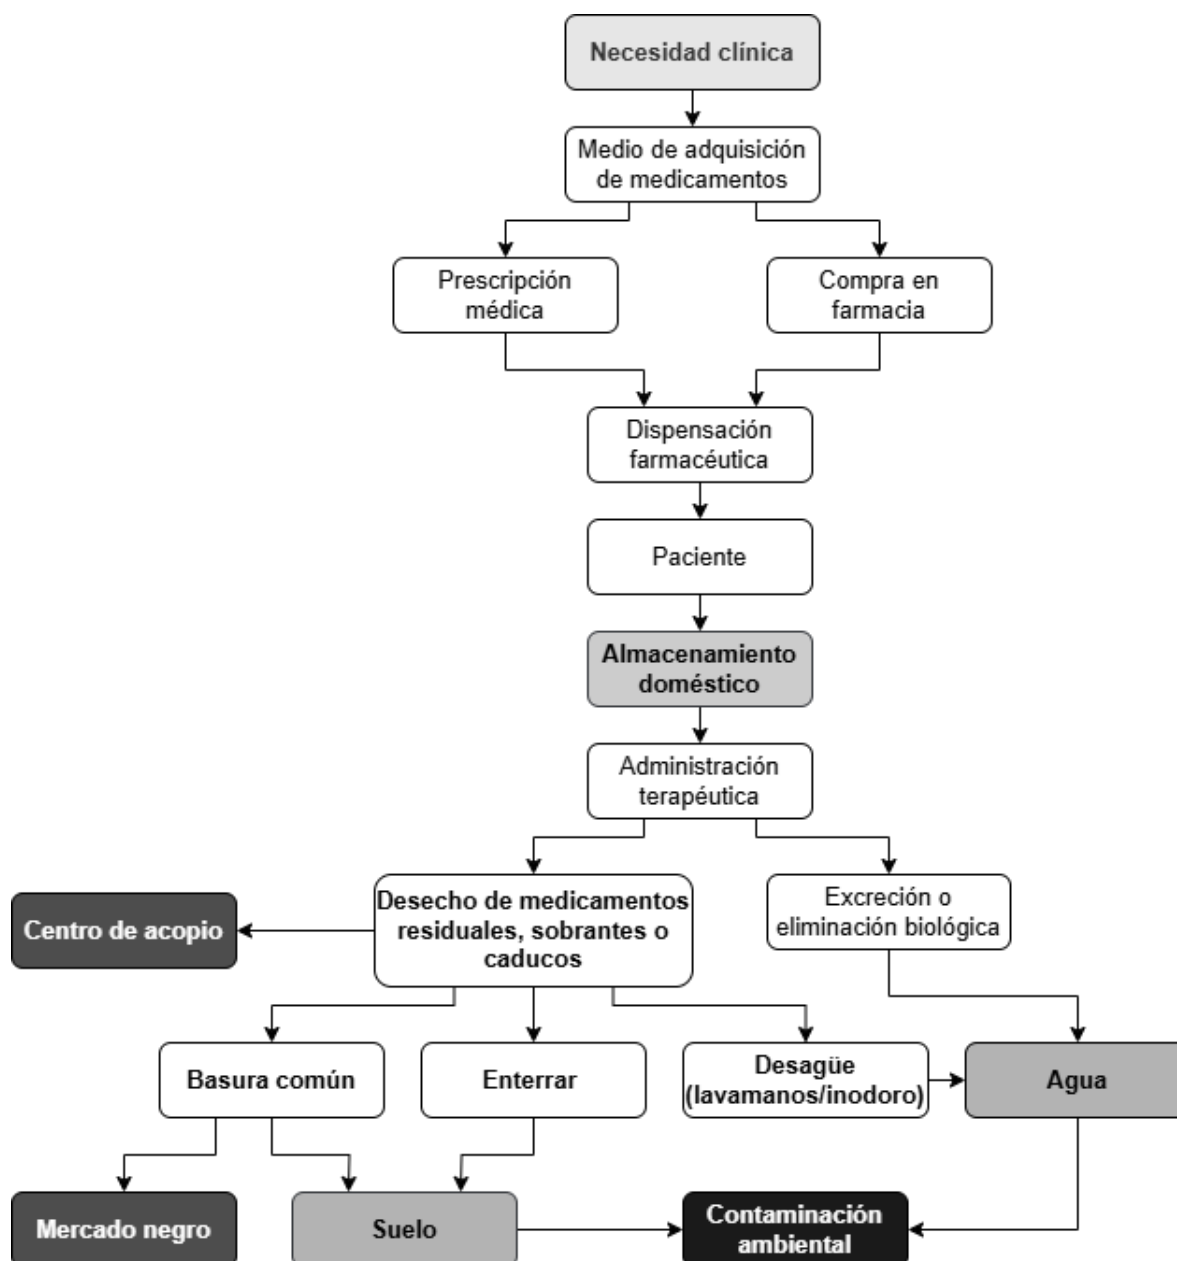 Necesidad clínica
Medio de adquisición
de medicamentos
Prescripción
médica
Compra en
farmacia
Dispensación
farmacéutica
Paciente
Almacenamiento
doméstico
Administración
terapéutica
Centro de acopio
Desecho de medicamentos
residuales, sobrantes o
caducos
Excreción o
eliminación biológica
Basura común
Enterrar
Desagüe
(lavamanos/inodoro)
Agua
Mercado negro
Suelo
Contaminación
ambiental